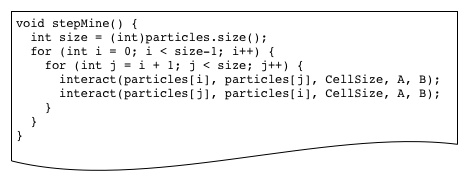 void stepMine() {
  int size = (int)particles.size();
  for (int i = 0; i < size-1; i++) {
    for (int j = i + 1; j < size; j++) {
      interact(particles[i], particles[j], CellSize, A, B);
      interact(particles[j], particles[i], CellSize, A, B);
    }
  }
}